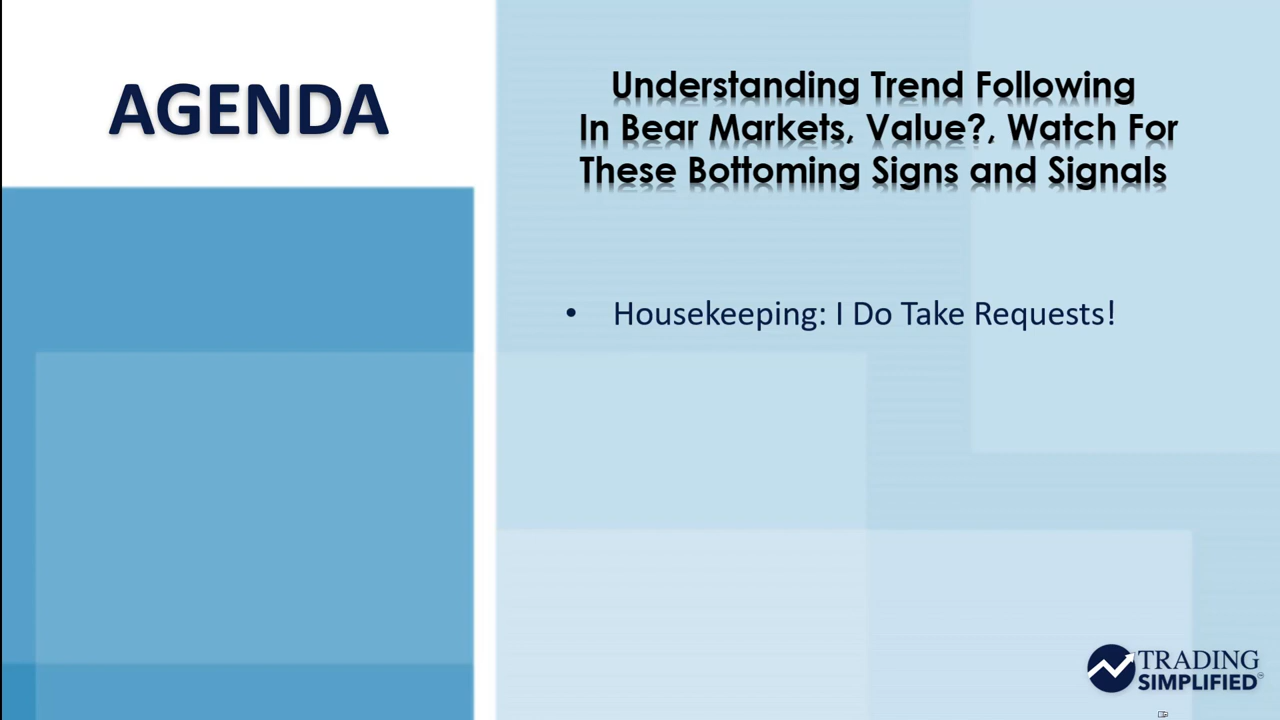 AGENDA
Understanding Trend Following
In Bear Markets, Value?, Watch For
These Bottoming Signs and Signals
• Housekeeping: I Do Take Requests!
TRADING
SIMPLIFIED